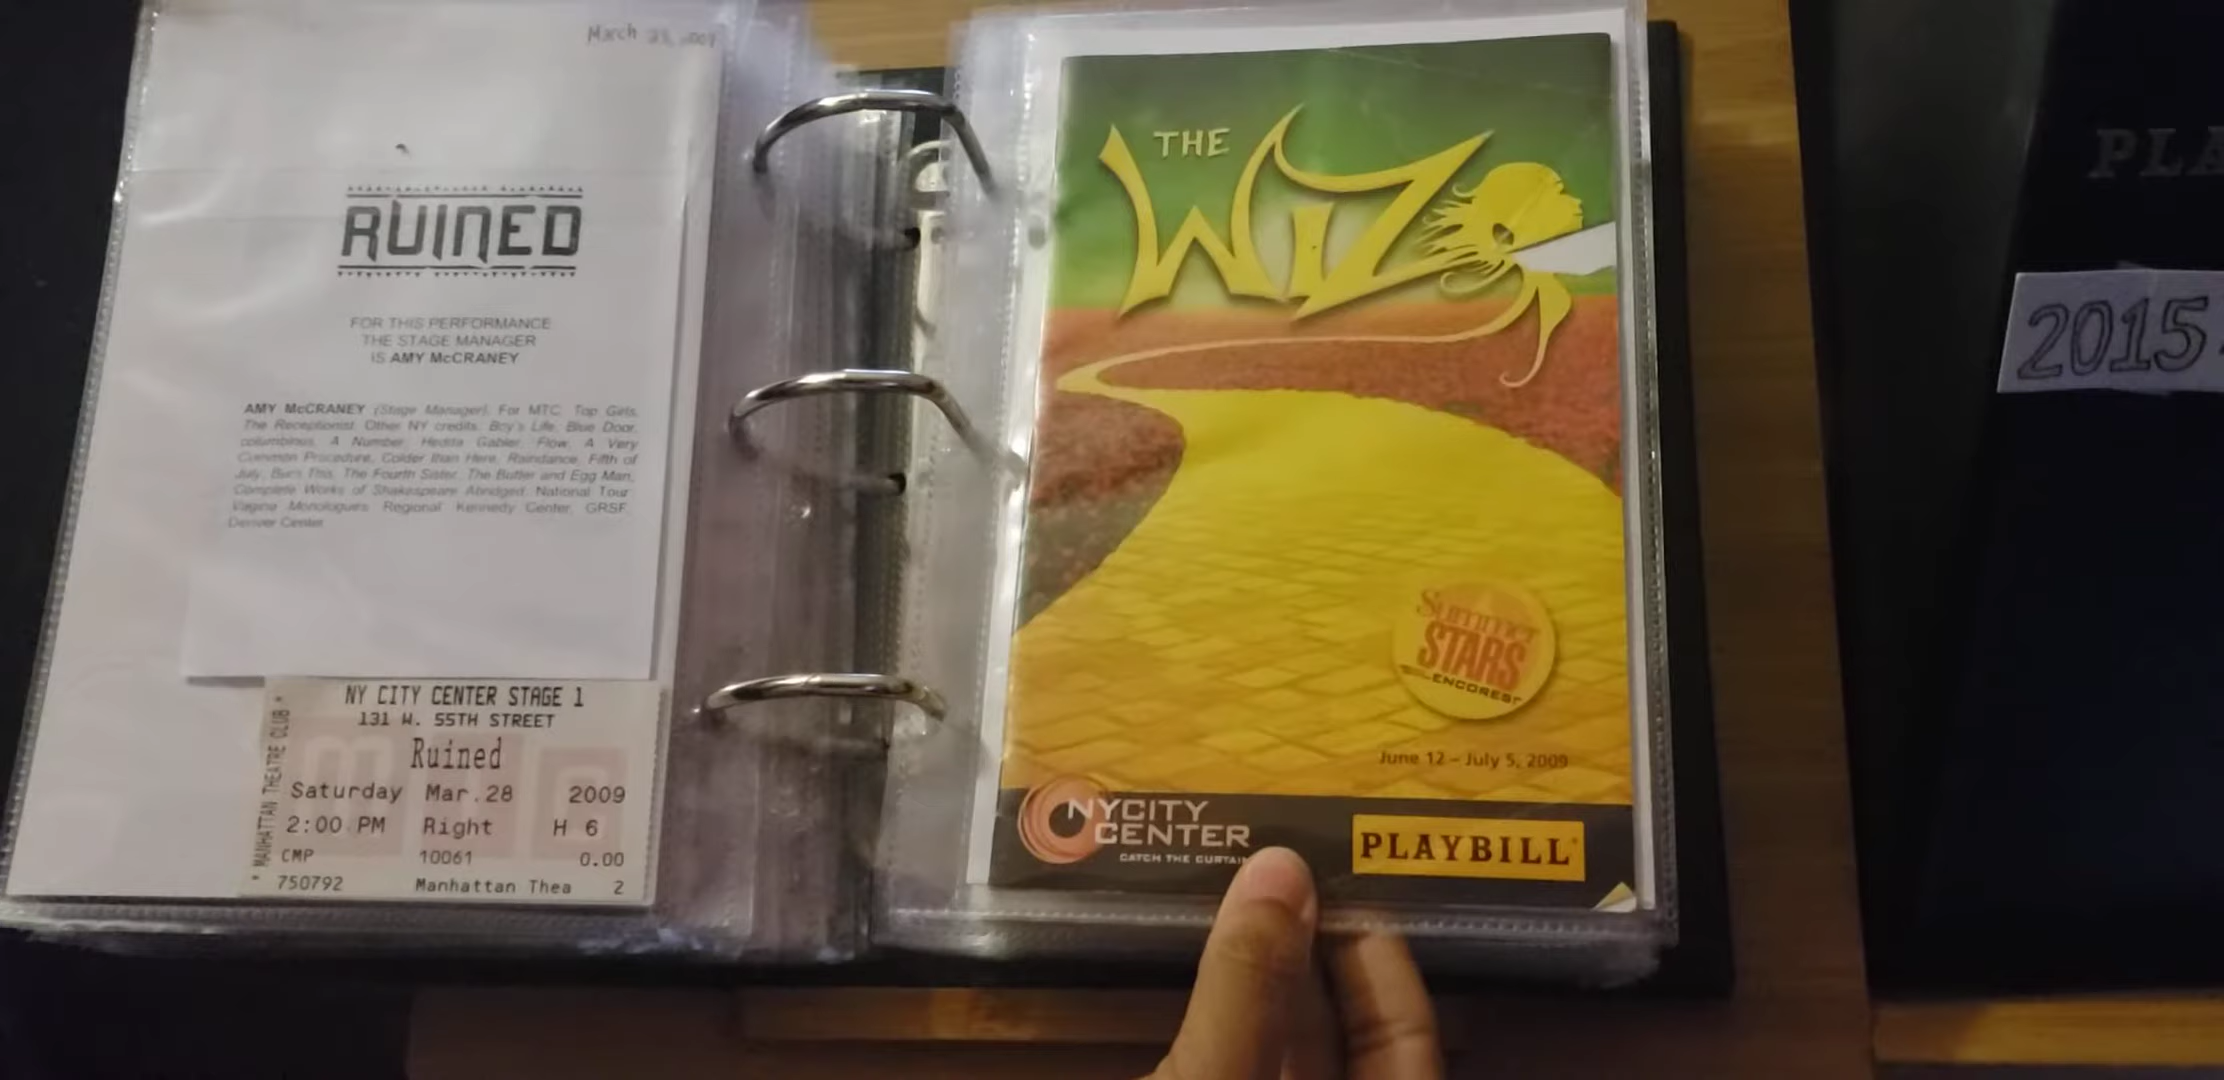 March 28, 2009
RUINED
FOR THIS PERFORMANCE
THE STAGE MANAGER
IS AMY McCRANEY
AMY McCRANEY (Stage Manager). For MTC: Top Girls,
The Receptionist. Other NY credits: Boy's Life, Blue Door,
columbinus, A Number, Hedda Gabler, Flow, A Very
Common Procedure, Colder than Here, Raindance, Fifth of
July, Burn This, The Fourth Sister, The Butter and Egg Man,
Complete Works of Shakespeare Abridged. National Tour:
Vagina Monologues. Regional: Kennedy Center, GRSF,
Denver Center.
* MANHATTAN THEATRE CLUB *
NY CITY CENTER STAGE 1
131 W. 55TH STREET
Ruined
Saturday Mar.28 2009
2:00 PM Right H 6
CMP 10061 0.00
750792 Manhattan Thea 2
THE
WIZ
Summer
STARS
ENCORES!
June 12 – July 5, 2009
NYCITY
CENTER
CATCH THE CURTAIN
PLAYBILL
PLA
2015